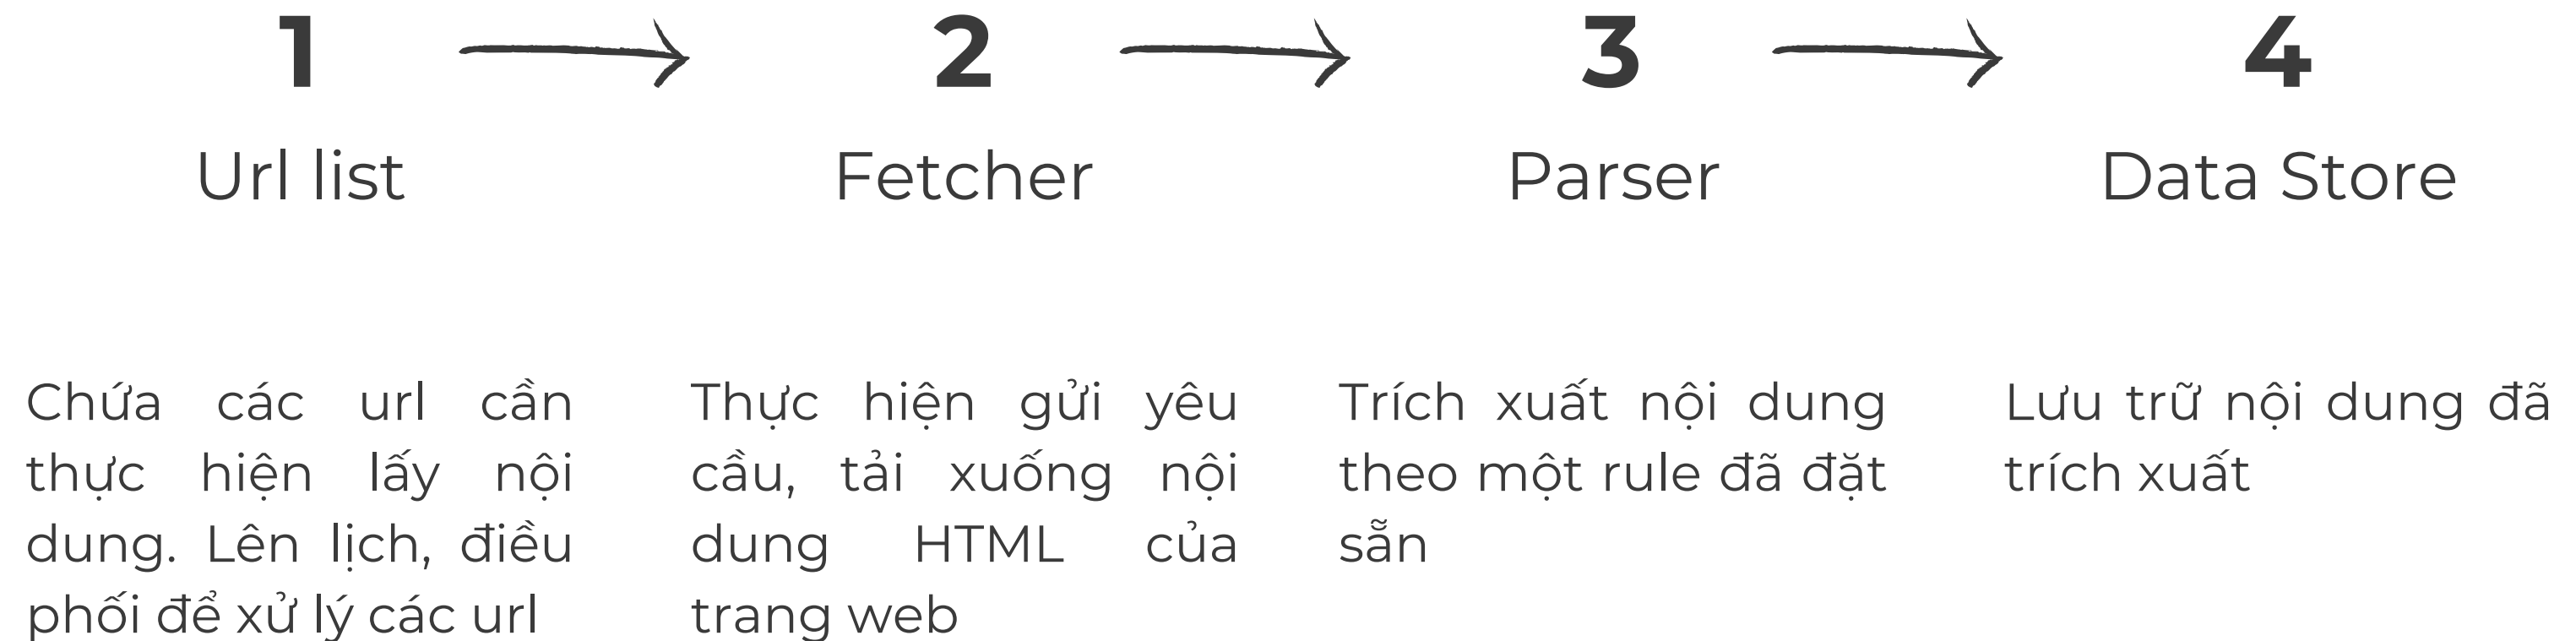 1
2
3
4
Url list
Fetcher
Parser
Data Store
Chứa các url cần
thực hiện lấy nội
dung. Lên lịch, điều
phối để xử lý các url
Thực hiện gửi yêu
cầu, tải xuống nội
dung HTML của
trang web
Trích xuất nội dung
theo một rule đã đặt
sẵn
Lưu trữ nội dung đã
trích xuất